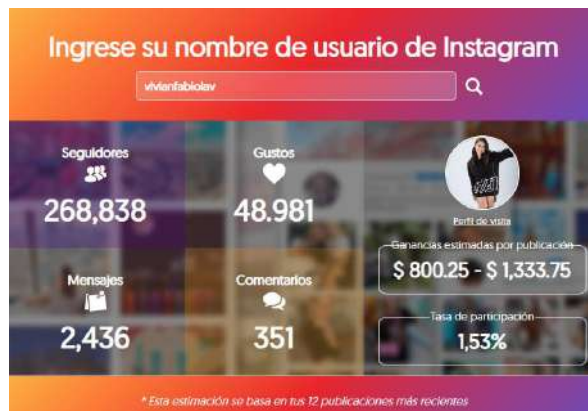 Ingrese su nombre de usuario de Instagram
vivianfabiolav
Seguidores
268,838
Gustos
48.981
Mensajes
2,436
Comentarios
351
Perfil de visita
Ganancias estimadas por publicación
$ 800.25 - $ 1,333.75
Tasa de participación
1,53%
* Esta estimación se basa en tus 12 publicaciones más recientes